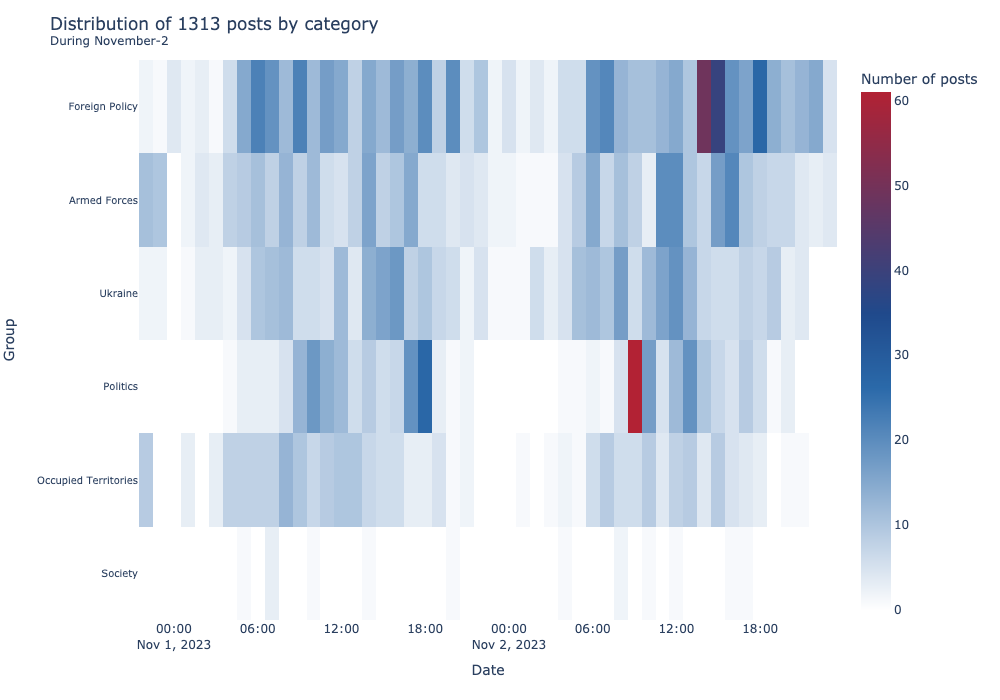 Distribution of 1313 posts by category
During November-2
Number of posts
Foreign Policy
Armed Forces
Ukraine
Politics
Occupied Territories
Society
Group
60
50
40
30
20
10
0
00:00 06:00 12:00 18:00 00:00 06:00 12:00 18:00
Nov 1, 2023 Nov 2, 2023
Date